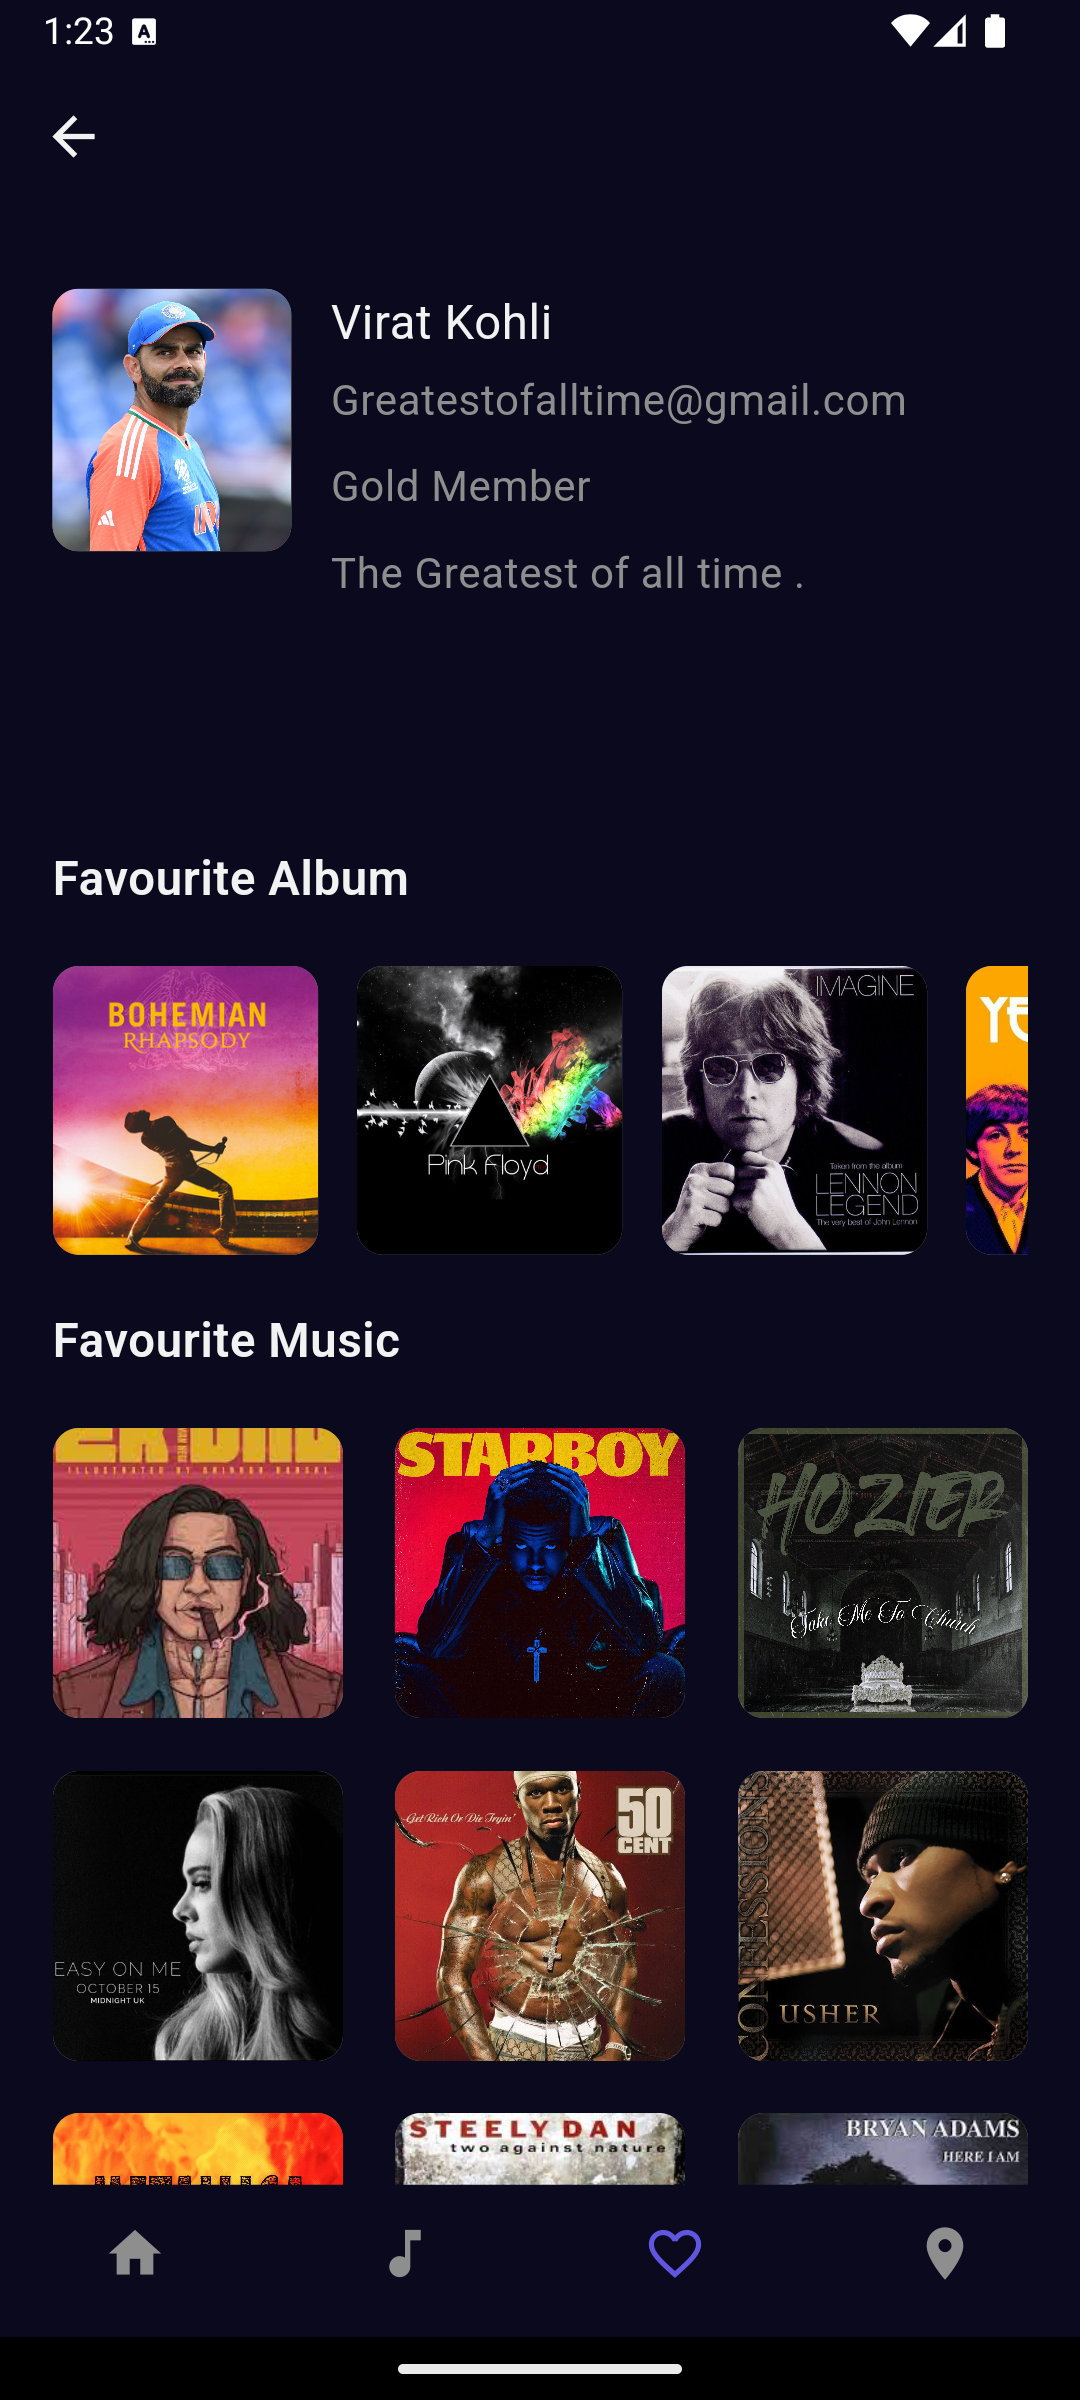 1:23
Virat Kohli
Greatestofalltime@gmail.com
Gold Member
The Greatest of all time .
Favourite Album
BOHEMIAN
RHAPSODY
Pink Floyd
IMAGINE
Taken from the album
LENNON
LEGEND
The very best of John Lennon
YE
Favourite Music
ILLUSTRATED BY
STARBOY
HOZIER
Take Me To Church
EASY ON ME
OCTOBER 15
MIDNIGHT UK
Get Rich Or Die Tryin'
50
CENT
CONFESSIONS
USHER
STEELY DAN
two against nature
BRYAN ADAMS
HERE I AM